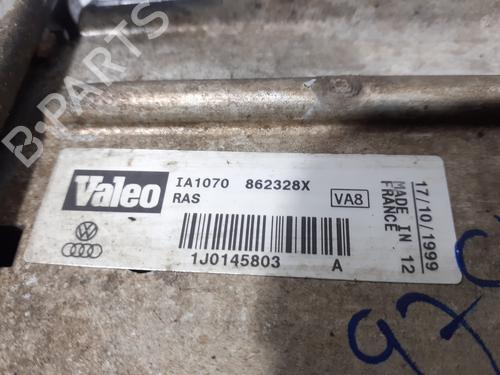 B-PARTS
Valeo
IA1070 862328X
RAS
VA8
1J0145803 A
MADE IN 12
FRANCE
17/10/1999